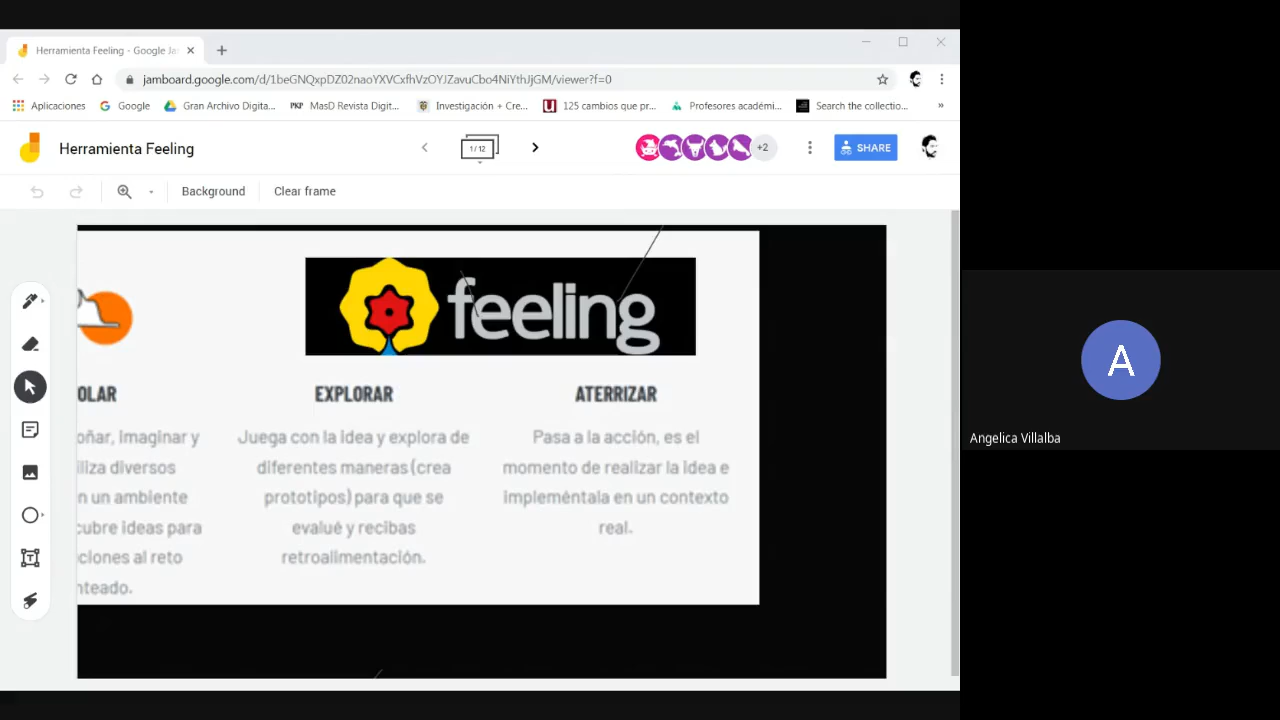 Herramienta Feeling - Google Ja
jamboard.google.com/d/1beGNQxpDZ02naoYXVCxfhVzOYJZavuCbo4NiYthJjGM/viewer?f=0
Aplicaciones Google Gran Archivo Digita... PKP MasD Revista Digit... Investigación + Cre... U 125 cambios que pr... Profesores académi... Search the collectio... »
Herramienta Feeling 1/12 +2 SHARE
Background Clear frame
feeling
OLAR EXPLORAR ATERRIZAR
oñar, imaginar y Juega con la idea y explora de Pasa a la acción, es el
iliza diversos diferentes maneras (crea momento de realizar la idea e
n un ambiente prototipos) para que se impleméntala en un contexto
cubre ideas para evalué y recibas real.
ciones al reto retroalimentación.
nteado.
A
Angelica Villalba